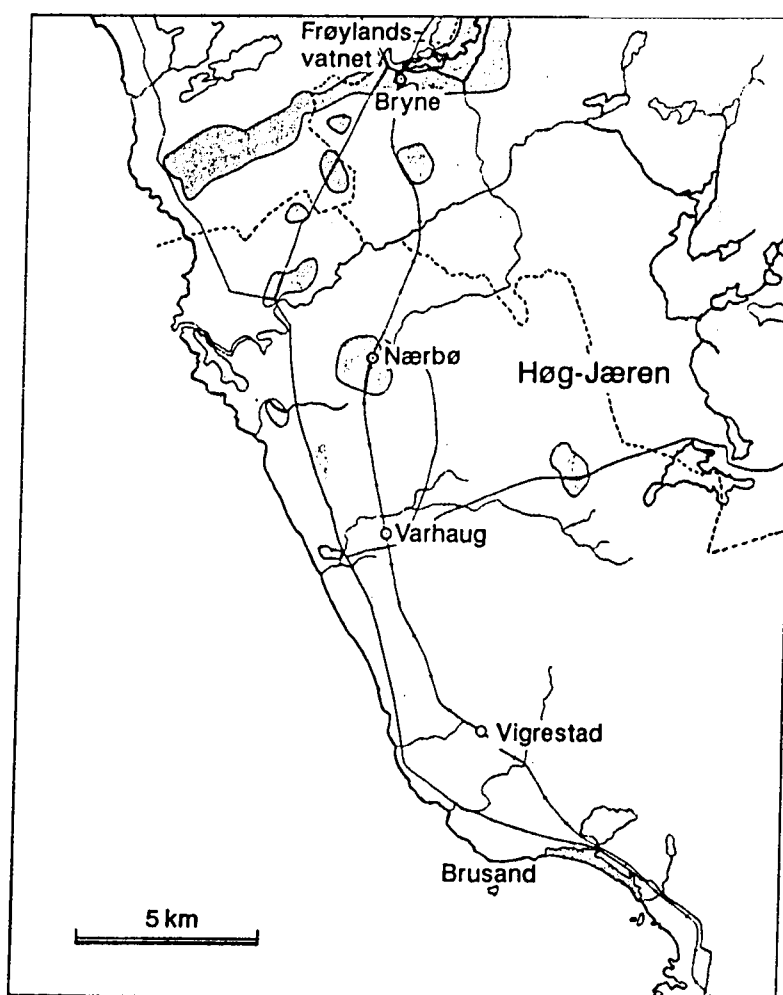 Frøylands-
vatnet
Bryne
Nærbø
Høg-Jæren
Varhaug
Vigrestad
Brusand
5 km